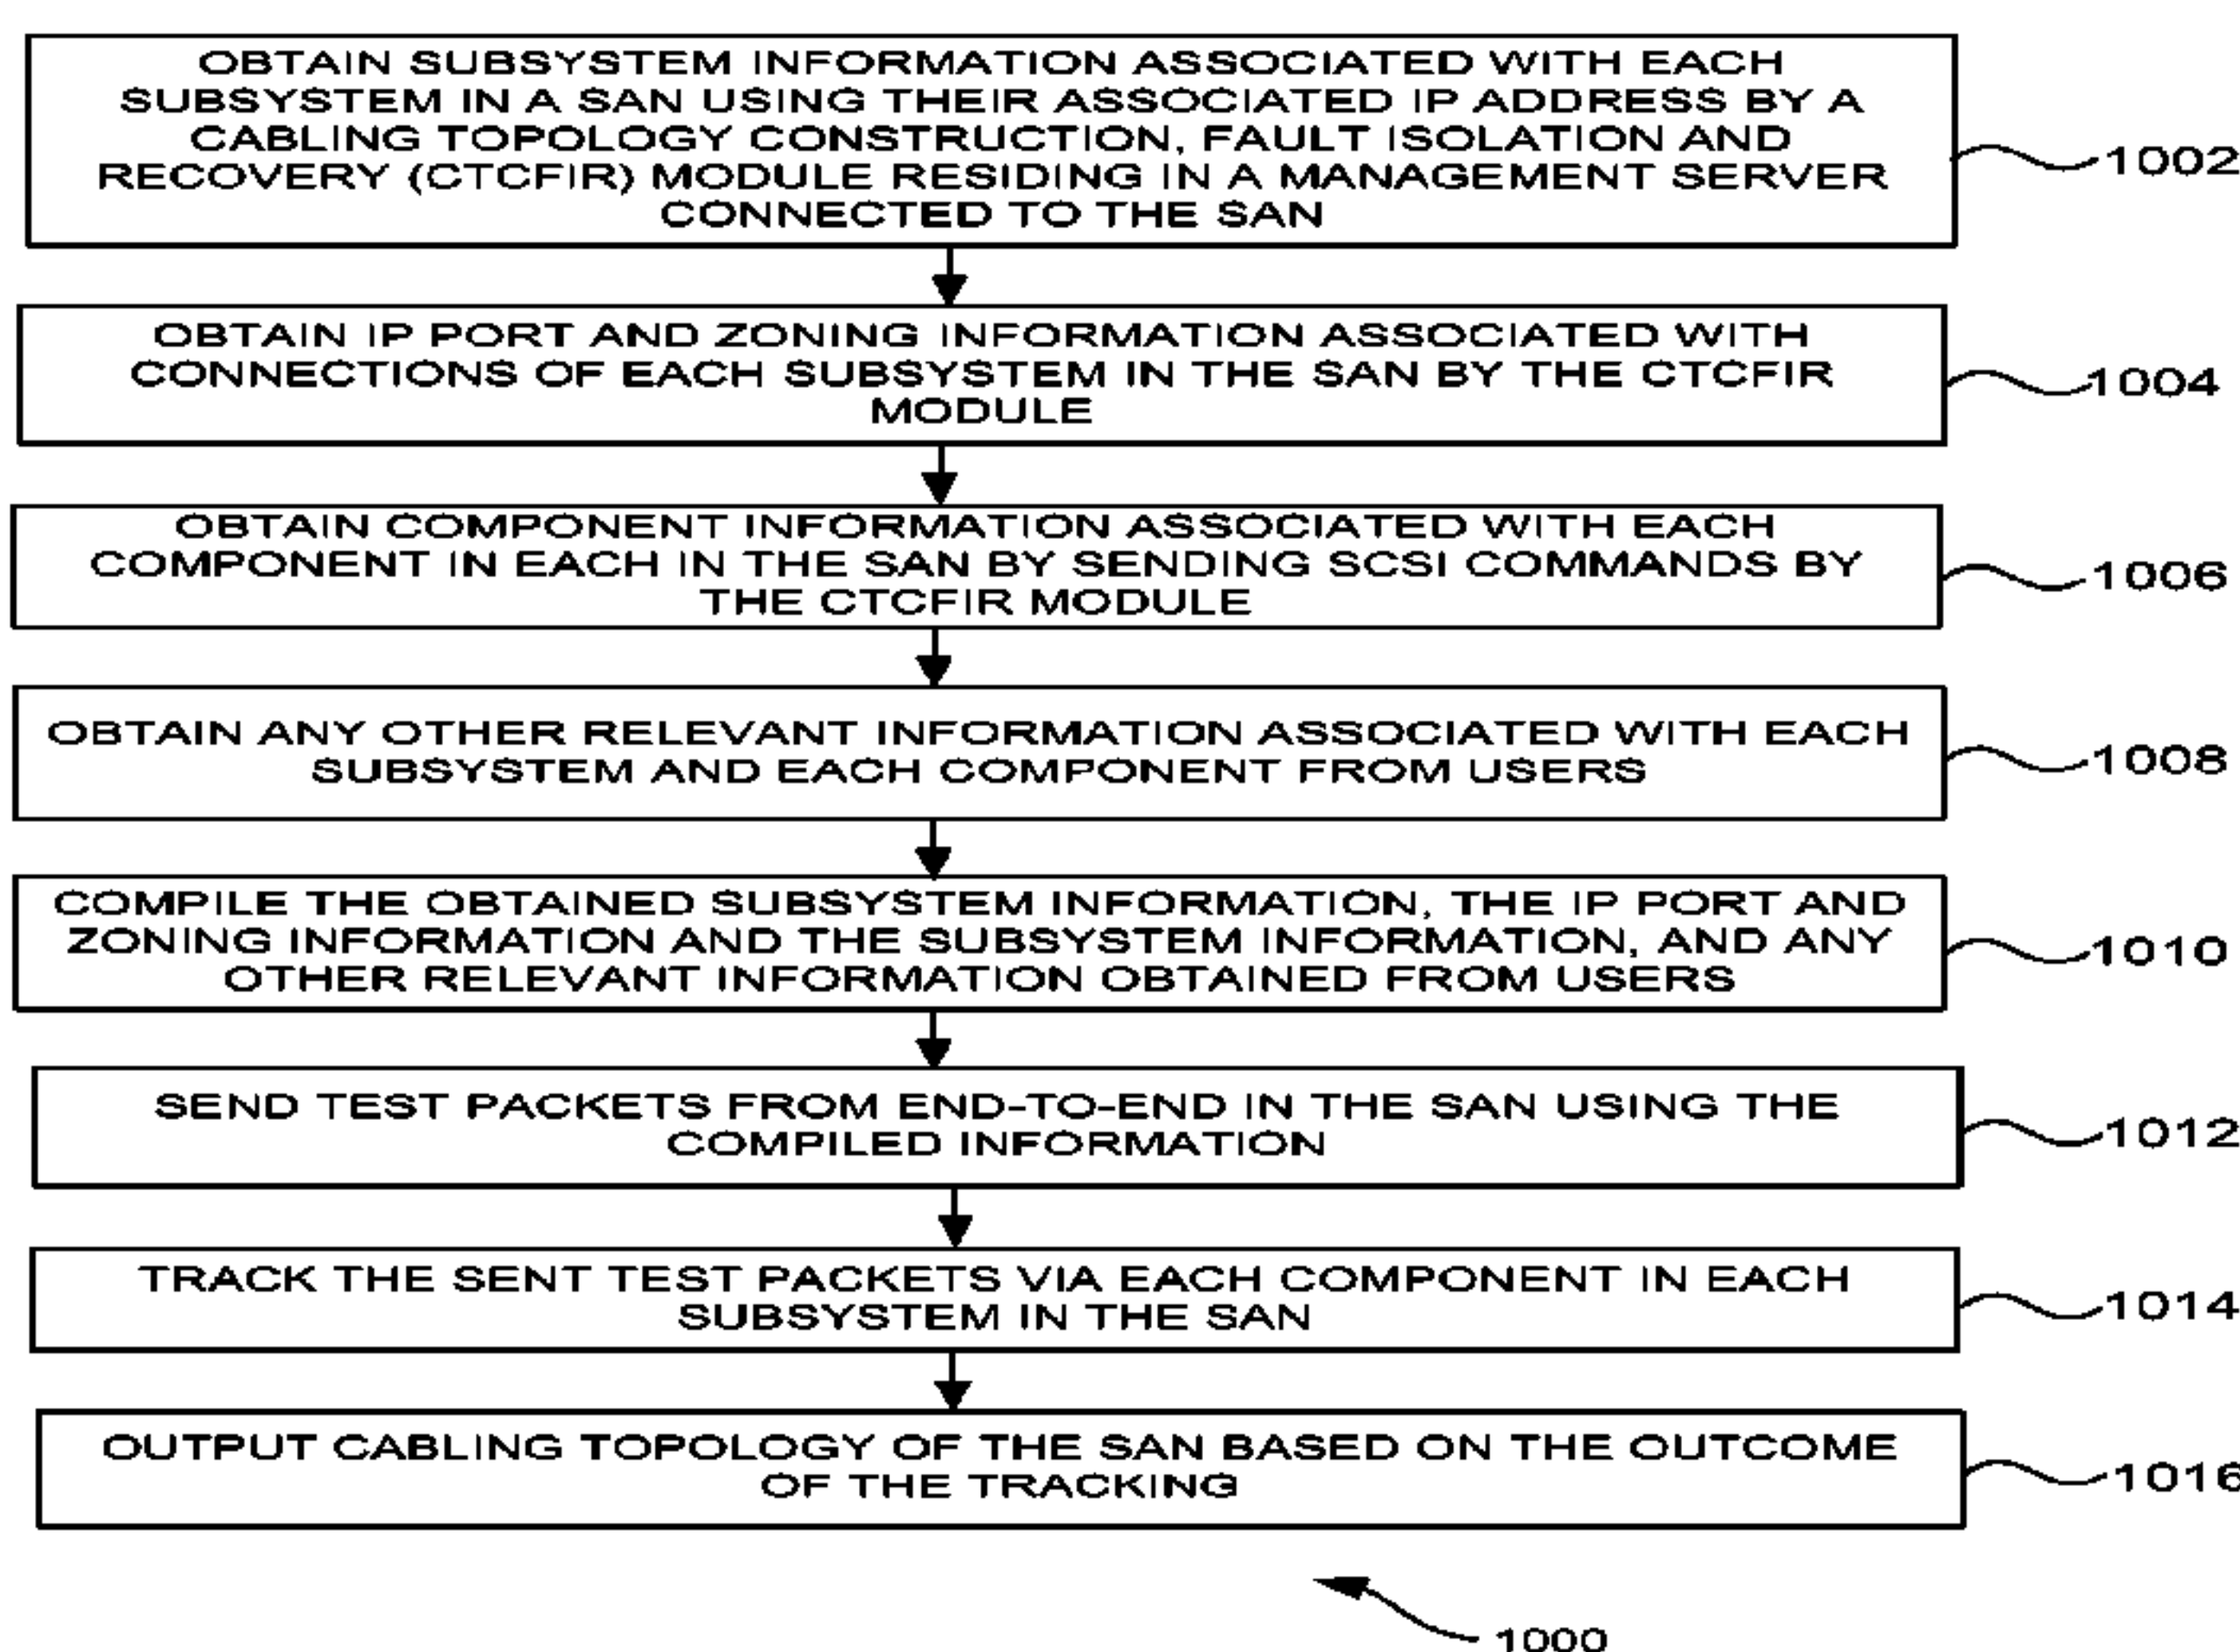 OBTAIN SUBSYSTEM INFORMATION ASSOCIATED WITH EACH
SUBSYSTEM IN A SAN USING THEIR ASSOCIATED IP ADDRESS BY A
CABLING TOPOLOGY CONSTRUCTION, FAULT ISOLATION AND
RECOVERY (CTCFIR) MODULE RESIDING IN A MANAGEMENT SERVER
CONNECTED TO THE SAN
1002
OBTAIN IP PORT AND ZONING INFORMATION ASSOCIATED WITH
CONNECTIONS OF EACH SUBSYSTEM IN THE SAN BY THE CTCFIR
MODULE
1004
OBTAIN COMPONENT INFORMATION ASSOCIATED WITH EACH
COMPONENT IN EACH IN THE SAN BY SENDING SCSI COMMANDS BY
THE CTCFIR MODULE
1006
OBTAIN ANY OTHER RELEVANT INFORMATION ASSOCIATED WITH EACH
SUBSYSTEM AND EACH COMPONENT FROM USERS
1008
COMPILE THE OBTAINED SUBSYSTEM INFORMATION, THE IP PORT AND
ZONING INFORMATION AND THE SUBSYSTEM INFORMATION, AND ANY
OTHER RELEVANT INFORMATION OBTAINED FROM USERS
1010
SEND TEST PACKETS FROM END-TO-END IN THE SAN USING THE
COMPILED INFORMATION
1012
TRACK THE SENT TEST PACKETS VIA EACH COMPONENT IN EACH
SUBSYSTEM IN THE SAN
1014
OUTPUT CABLING TOPOLOGY OF THE SAN BASED ON THE OUTCOME
OF THE TRACKING
1016
1000